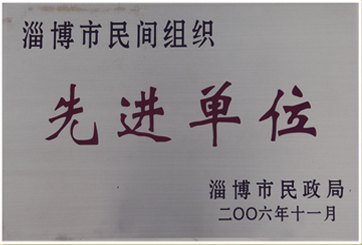 淄博市民间组织
先进单位
淄博市民政局
二〇〇六年十一月